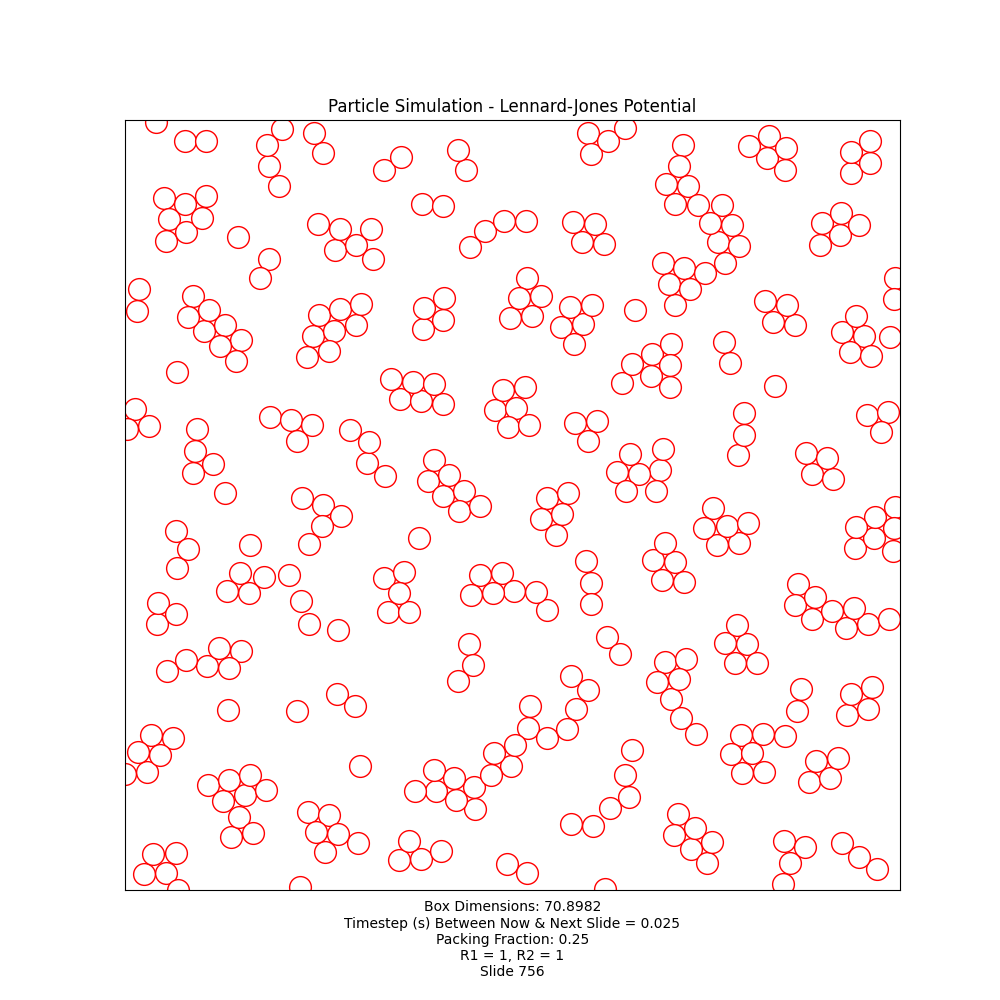 Particle Simulation - Lennard-Jones Potential
Box Dimensions: 70.8982
Timestep (s) Between Now & Next Slide = 0.025
Packing Fraction: 0.25
R1 = 1, R2 = 1
Slide 756